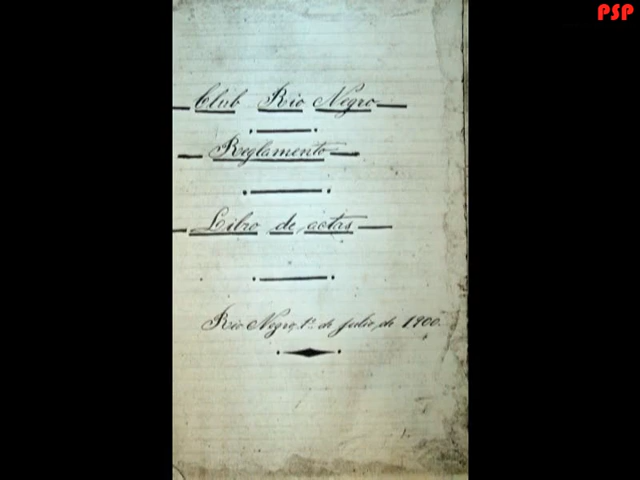 PSP
Club Rio Negro
Reglamento
Libro de actas
Rio Negro, 1º de Julio, de 1900.